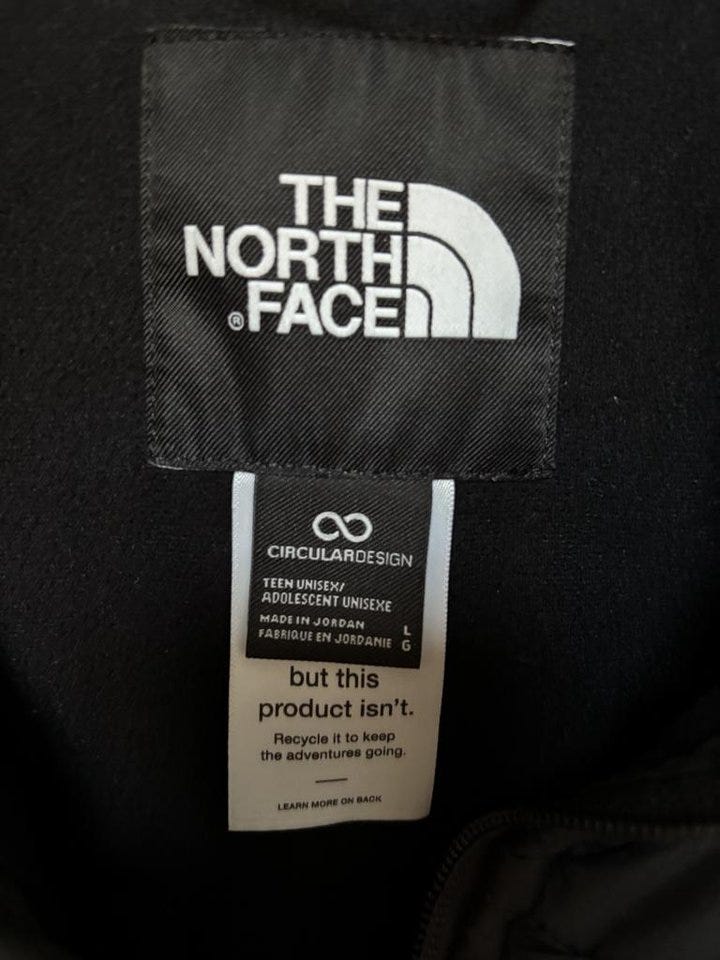 THE
NORTH
® FACE
CIRCULARDESIGN
TEEN UNISEX/
ADOLESCENT UNISEXE
MADE IN JORDAN
FABRIQUE EN JORDANIE
L
G
but this
product isn't.
Recycle it to keep
the adventures going.
LEARN MORE ON BACK